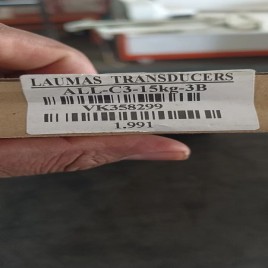 LAUMAS TRANSDUCERS
ALL-C3-15kg-3B
VK358299
1.991